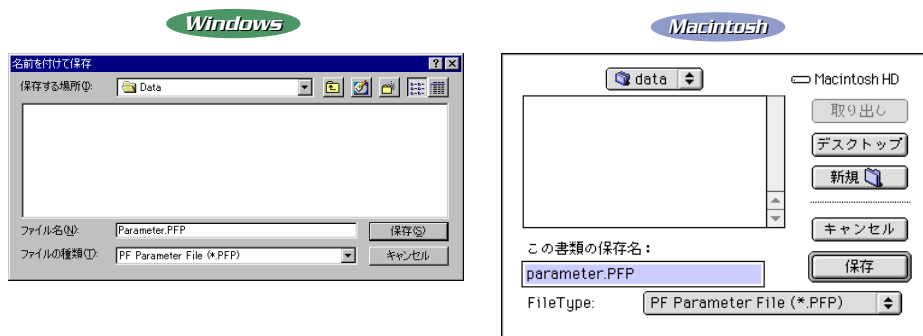 Windows
名前を付けて保存
保存する場所(I):
Data
ファイル名(N):
Parameter.PFP
保存(S)
ファイルの種類(T):
PF Parameter File (*.PFP)
キャンセル
Macintosh
data
Macintosh HD
取り出し
デスクトップ
新規
キャンセル
この書類の保存名:
parameter.PFP
保存
FileType:
PF Parameter File (*.PFP)